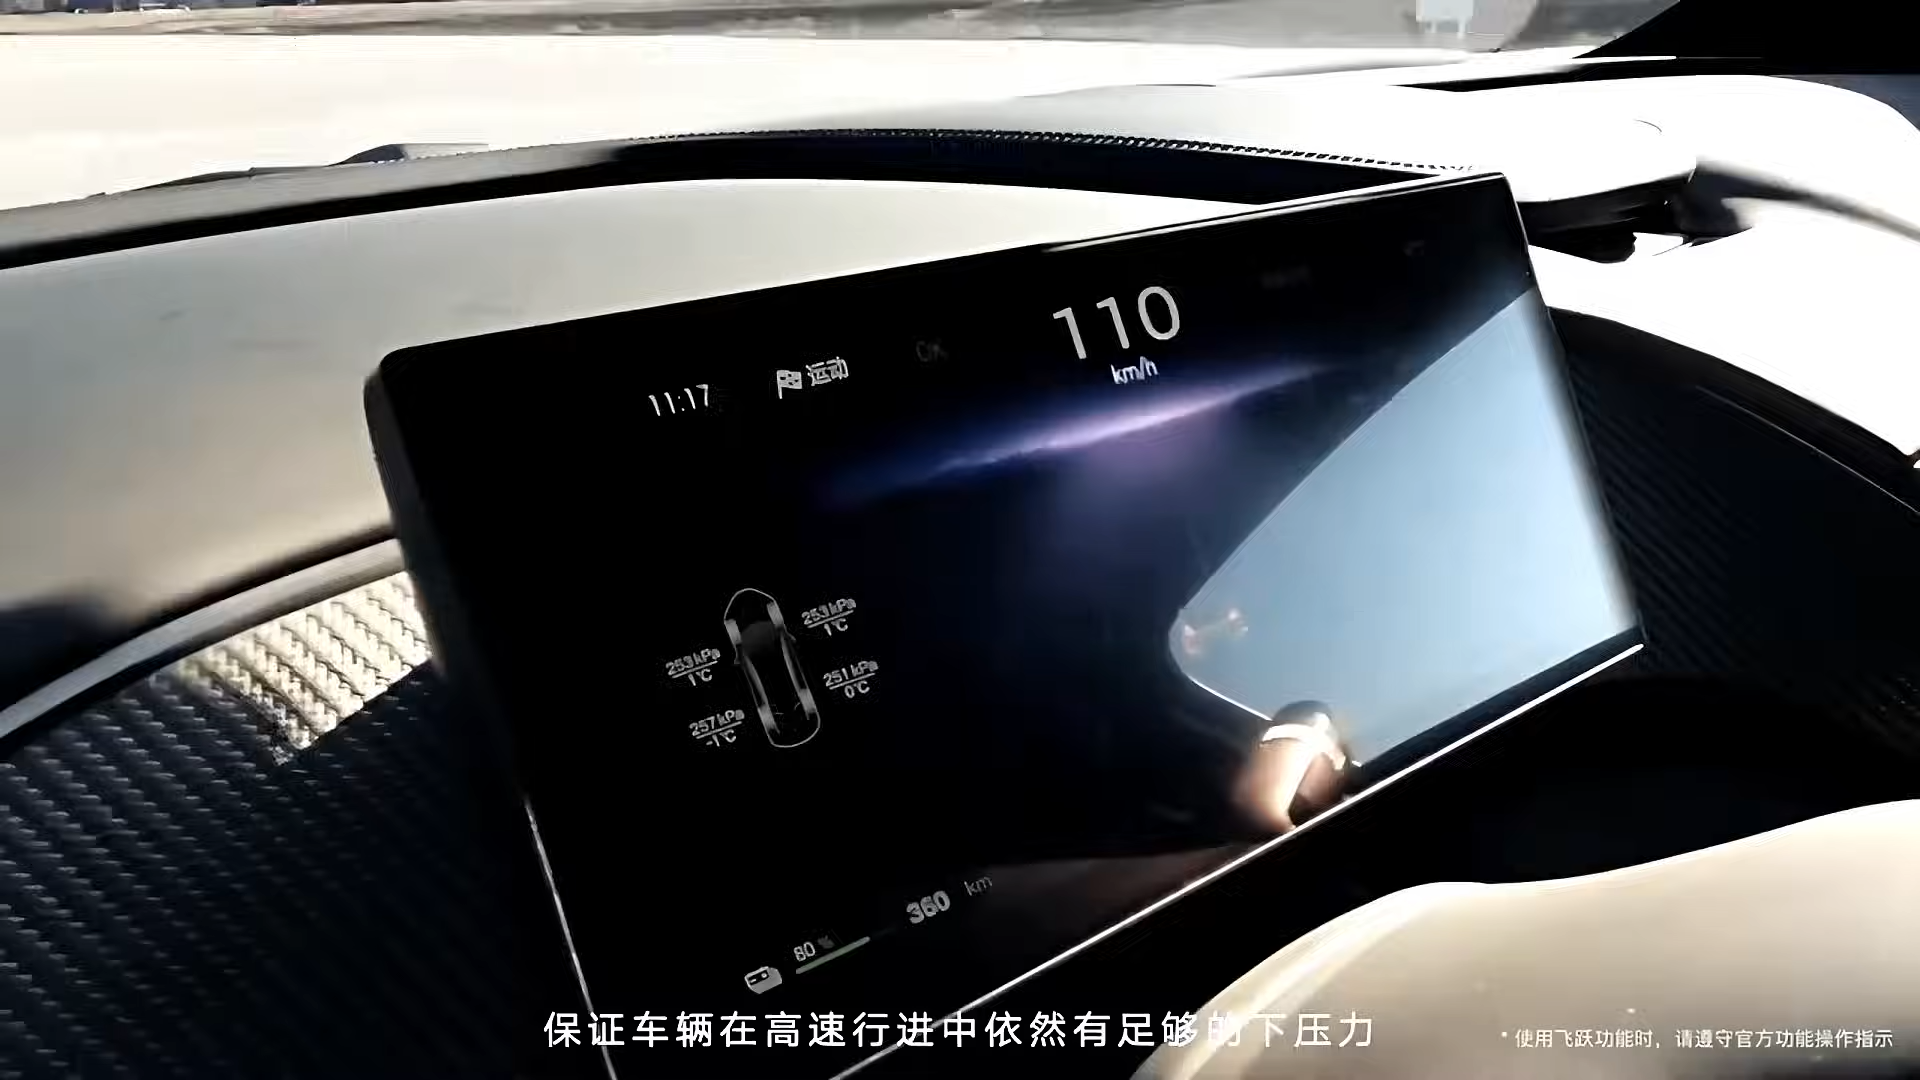 110
km/h
11:17 运动 OK
253kPa
1℃
253kPa
1℃
251kPa
0℃
257kPa
-1℃
360 km
80 %
保证车辆在高速行进中依然有足够的下压力
* 使用飞跃功能时，请遵守官方功能操作指示